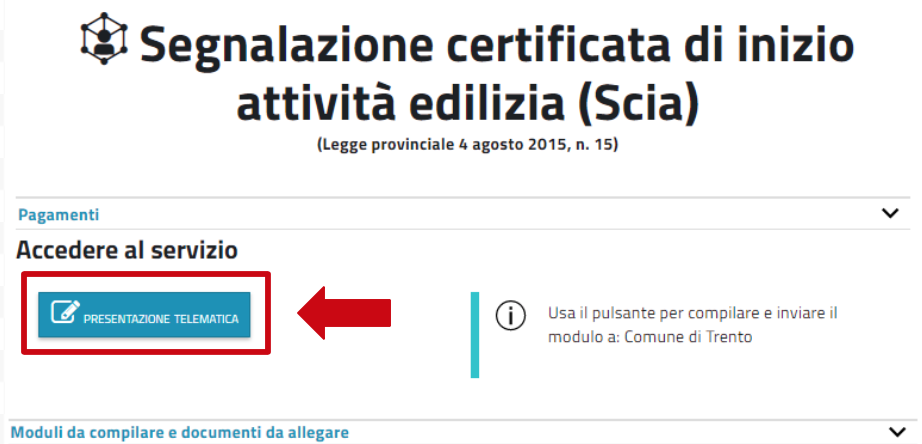 Segnalazione certificata di inizio
attività edilizia (Scia)
(Legge provinciale 4 agosto 2015, n. 15)
Pagamenti
Accedere al servizio
PRESENTAZIONE TELEMATICA
Usa il pulsante per compilare e inviare il
modulo a: Comune di Trento
Moduli da compilare e documenti da allegare